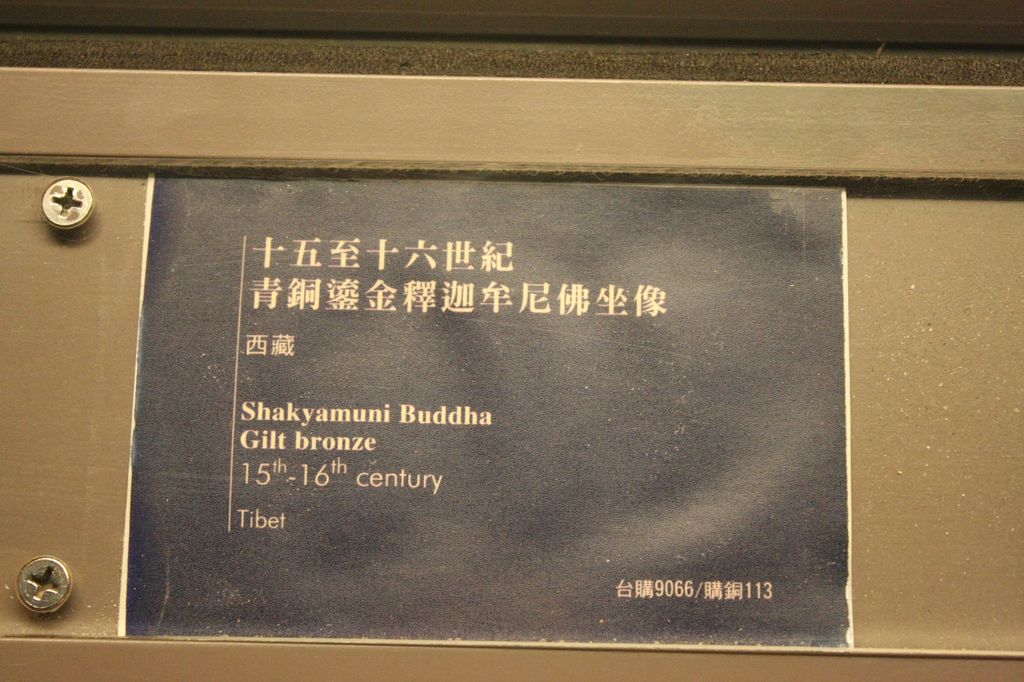 十五至十六世紀
青銅鎏金釋迦牟尼佛坐像
西藏
Shakyamuni Buddha
Gilt bronze
15th-16th century
Tibet
台購9066/購銅113